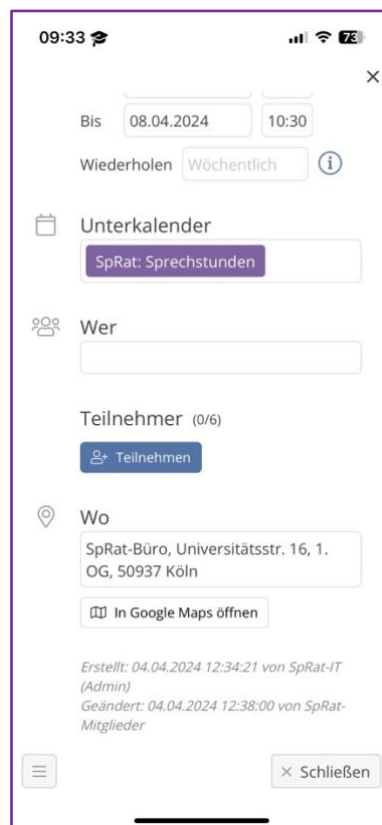 09:33
73
Bis 08.04.2024 10:30
Wiederholen Wöchentlich
Unterkalender
SpRat: Sprechstunden
Wer
Teilnehmer (0/6)
Teilnehmen
Wo
SpRat-Büro, Universitätsstr. 16, 1.
OG, 50937 Köln
In Google Maps öffnen
Erstellt: 04.04.2024 12:34:21 von SpRat-IT
(Admin)
Geändert: 04.04.2024 12:38:00 von SpRat-
Mitglieder
Schließen